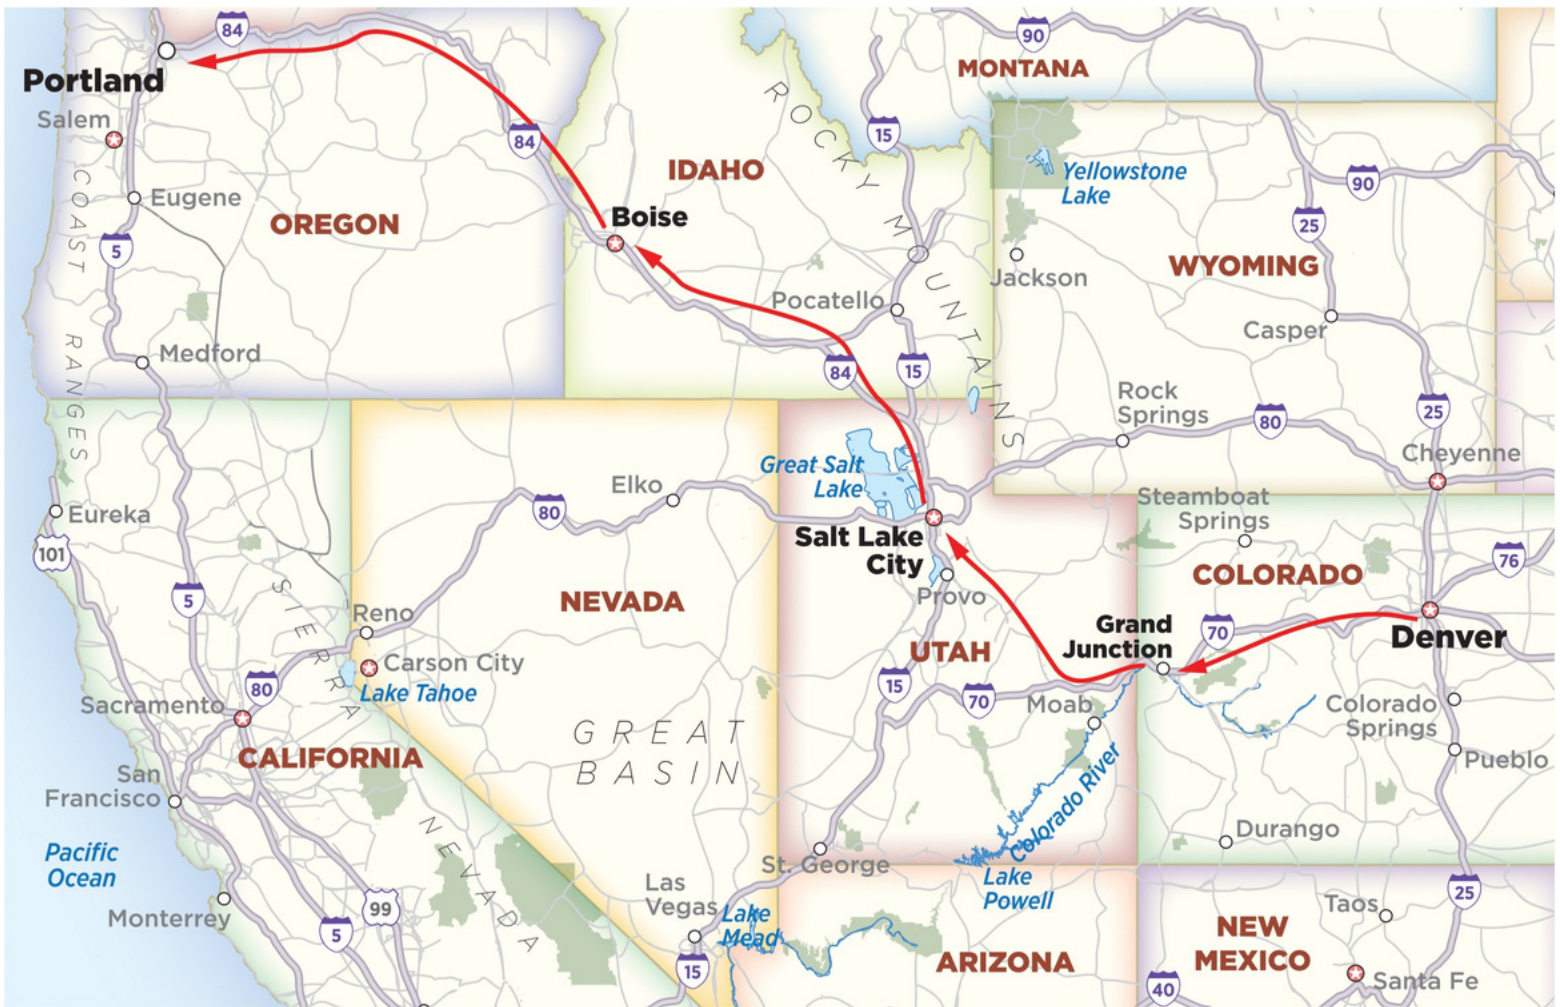 84
90
MONTANA
Portland
Salem
15
84
ROCKY MOUNTAINS
IDAHO
Yellowstone
Lake
90
Eugene
COAST RANGES
OREGON
Boise
25
5
WYOMING
Jackson
Pocatello
Casper
Medford
84
15
Rock
Springs
80
25
Cheyenne
Great Salt
Lake
Elko
80
Steamboat
Springs
Eureka
101
Salt Lake
City
COLORADO
76
5
SIERRA NEVADA
Reno
NEVADA
Provo
Grand
Junction
70
Denver
UTAH
Carson City
80
Lake Tahoe
15
70
Moab
Sacramento
Colorado
Springs
GREAT
BASIN
CALIFORNIA
Pueblo
San
Francisco
Colorado River
Durango
Pacific
Ocean
St. George
Las
Vegas
Lake
Powell
25
Lake
Mead
99
Monterrey
5
Taos
NEW
MEXICO
ARIZONA
15
40
Santa Fe